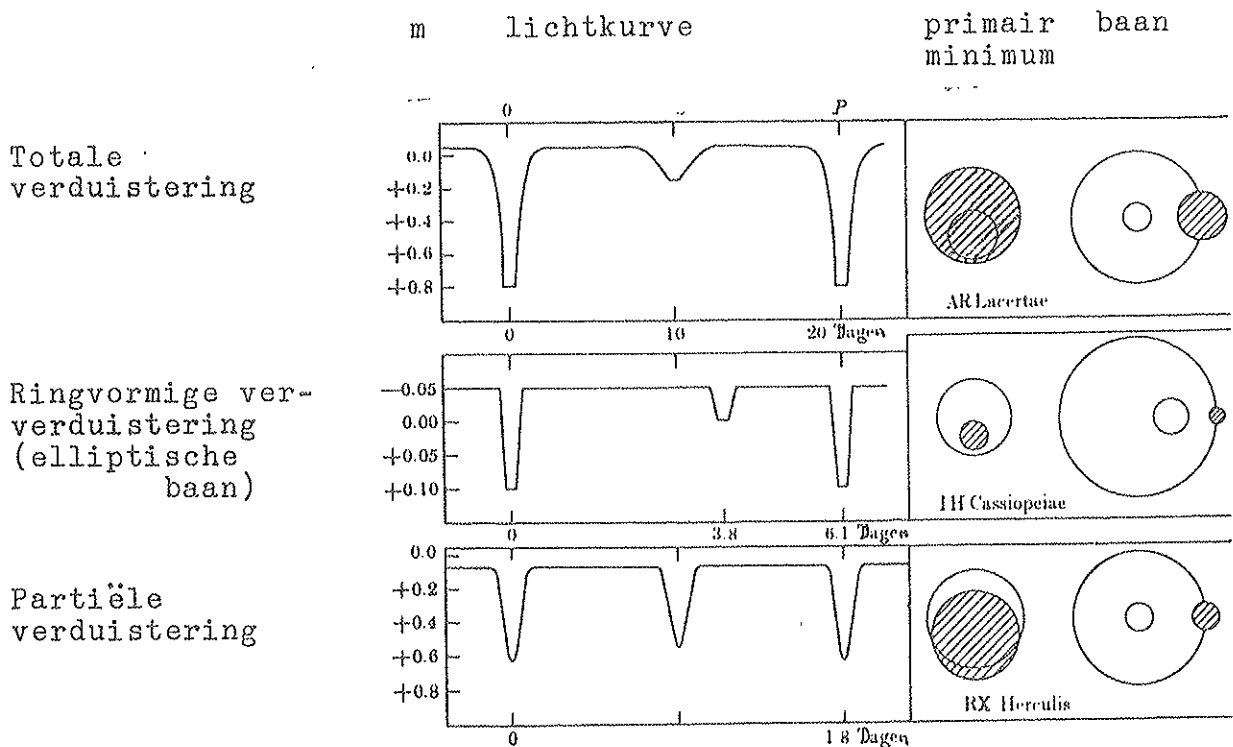 m lichtkurve primair baan
minimum
Totale
verduistering
0 P
0.0
+0.2
+0.4
+0.6
+0.8
0 10 20 Dagen
AR Lacertae
Ringvormige ver-
verduistering
(elliptische
baan)
-0.05
0.00
+0.05
+0.10
0 3.8 6.1 Dagen
Cassiopeiae
Partiële
verduistering
0.0
+0.2
+0.4
+0.6
+0.8
0 1 8 Dagen
RX Herculis